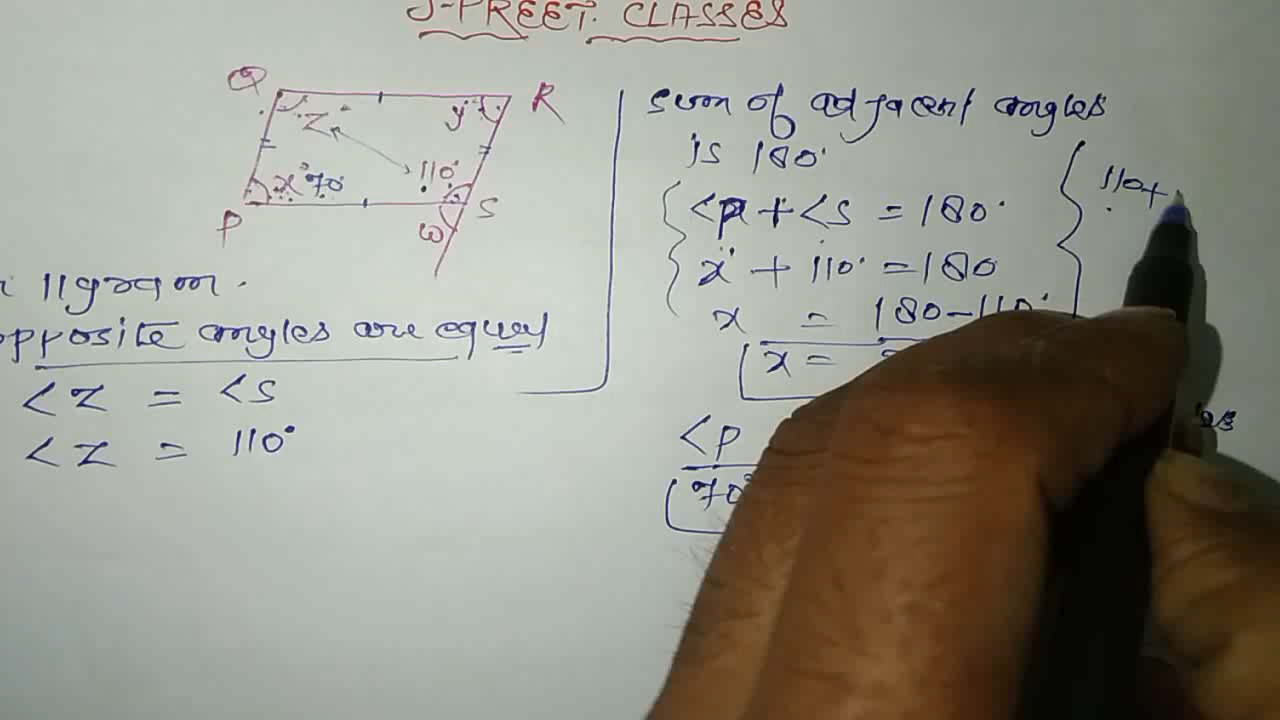 J-PREET. CLASSES
Q R
Z° y
x° 70 110°
P S
w
||gram.
opposite angles are equal
<Z = <S
<Z = 110°
sum of adjacent angles
is 180°
<P + <S = 180°
x + 110° = 180
x = 180-110°
x =
<P
70°
110+